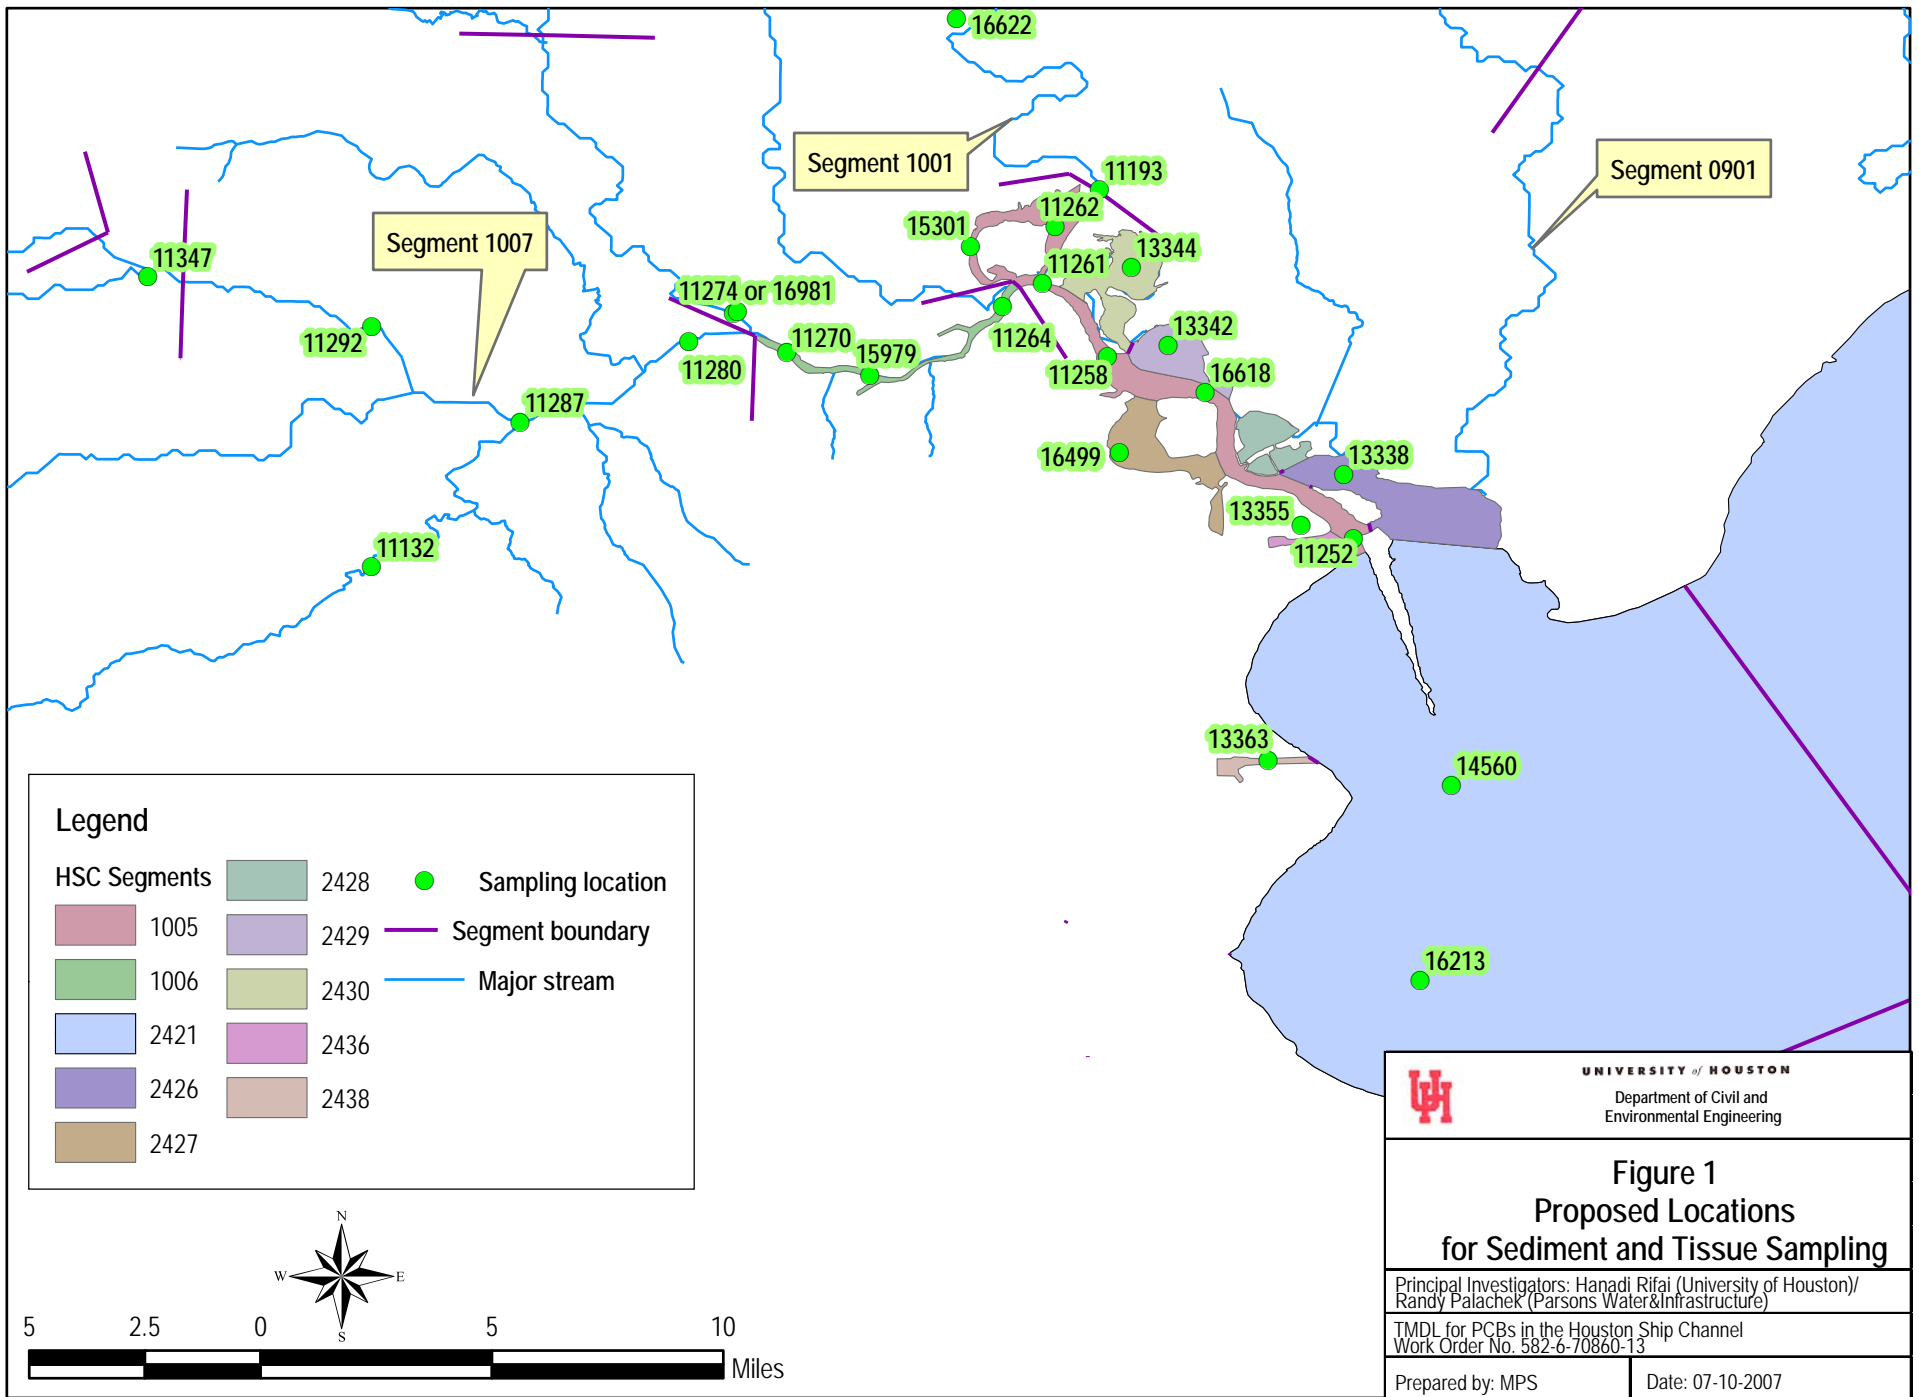 16622
Segment 1001
Segment 0901
11193
11262
15301
Segment 1007
13344
11347
11261
11274 or 16981
11292
11264
13342
11270
15979
11280
11258
16618
11287
16499
13338
13355
11132
11252
13363
14560
16213
Legend
HSC Segments
1005
1006
2421
2426
2427
2428
2429
2430
2436
2438
Sampling location
Segment boundary
Major stream
N
W
E
S
5 2.5 0 5 10
Miles
UH
UNIVERSITY of HOUSTON
Department of Civil and
Environmental Engineering
Figure 1
Proposed Locations
for Sediment and Tissue Sampling
Principal Investigators: Hanadi Rifai (University of Houston)/
Randy Palachek (Parsons Water&Infrastructure)
TMDL for PCBs in the Houston Ship Channel
Work Order No. 582-6-70860-13
Prepared by: MPS
Date: 07-10-2007